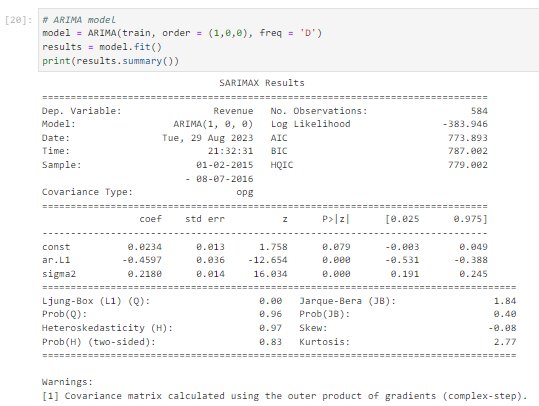 [20]: # ARIMA model
model = ARIMA(train, order = (1,0,0), freq = 'D')
results = model.fit()
print(results.summary())
SARIMAX Results
==============================================================================
Dep. Variable: Revenue No. Observations: 584
Model: ARIMA(1, 0, 0) Log Likelihood -383.946
Date: Tue, 29 Aug 2023 AIC 773.893
Time: 21:32:31 BIC 787.002
Sample: 01-02-2015 HQIC 779.002
- 08-07-2016
Covariance Type: opg
==============================================================================
coef std err z P>|z| [0.025 0.975]
------------------------------------------------------------------------------
const 0.0234 0.013 1.758 0.079 -0.003 0.049
ar.L1 -0.4597 0.036 -12.654 0.000 -0.531 -0.388
sigma2 0.2180 0.014 16.034 0.000 0.191 0.245
===================================================================================
Ljung-Box (L1) (Q): 0.00 Jarque-Bera (JB): 1.84
Prob(Q): 0.96 Prob(JB): 0.40
Heteroskedasticity (H): 0.97 Skew: -0.08
Prob(H) (two-sided): 0.83 Kurtosis: 2.77
===================================================================================
Warnings:
[1] Covariance matrix calculated using the outer product of gradients (complex-step).